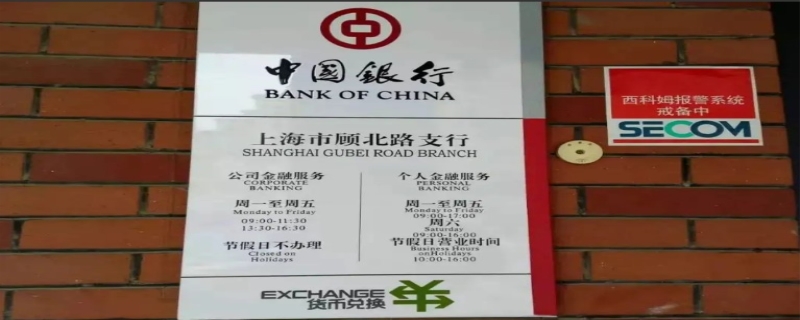 中國銀行
BANK OF CHINA
上海市顾北路支行
SHANGHAI GUBEI ROAD BRANCH
公司金融服务
CORPORATE
BANKING
周一至周五
Monday to Friday
09:00-11:30
13:30-16:30
节假日不办理
Closed on
Holidays
个人金融服务
PERSONAL
BANKING
周一至周五
Monday to Friday
09:00-17:00
周六
Saturday
09:00-16:00
节假日营业时间
Business Hours
onHolidays
10:00-16:00
EXCHANGE
货币兑换
西科姆报警系统
戒备中
SECOM